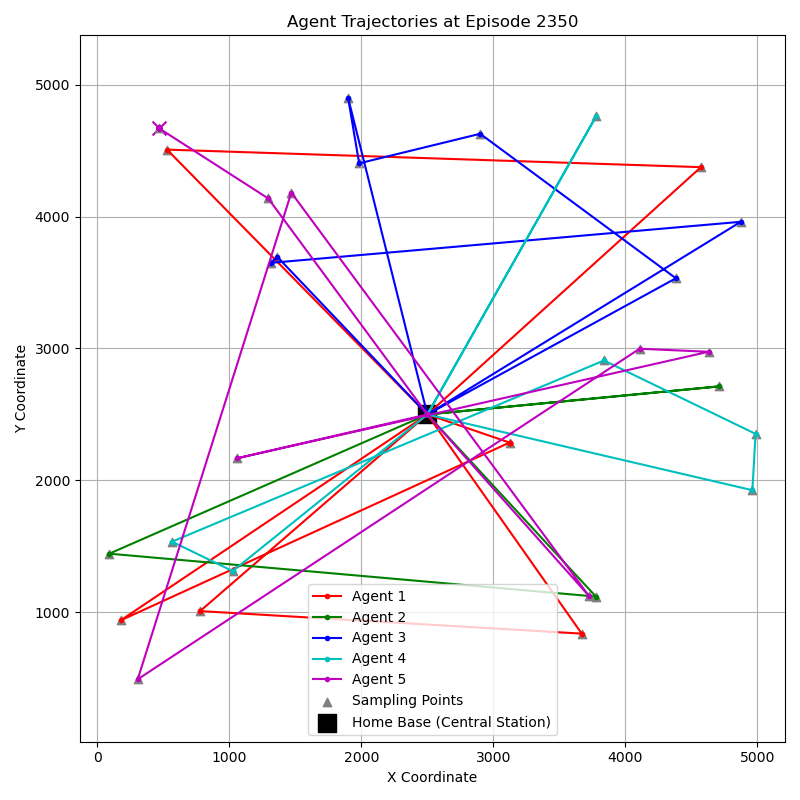 Agent Trajectories at Episode 2350
Y Coordinate
5000
4000
3000
2000
1000
Agent 1
Agent 2
Agent 3
Agent 4
Agent 5
Sampling Points
Home Base (Central Station)
0 1000 2000 3000 4000 5000
X Coordinate